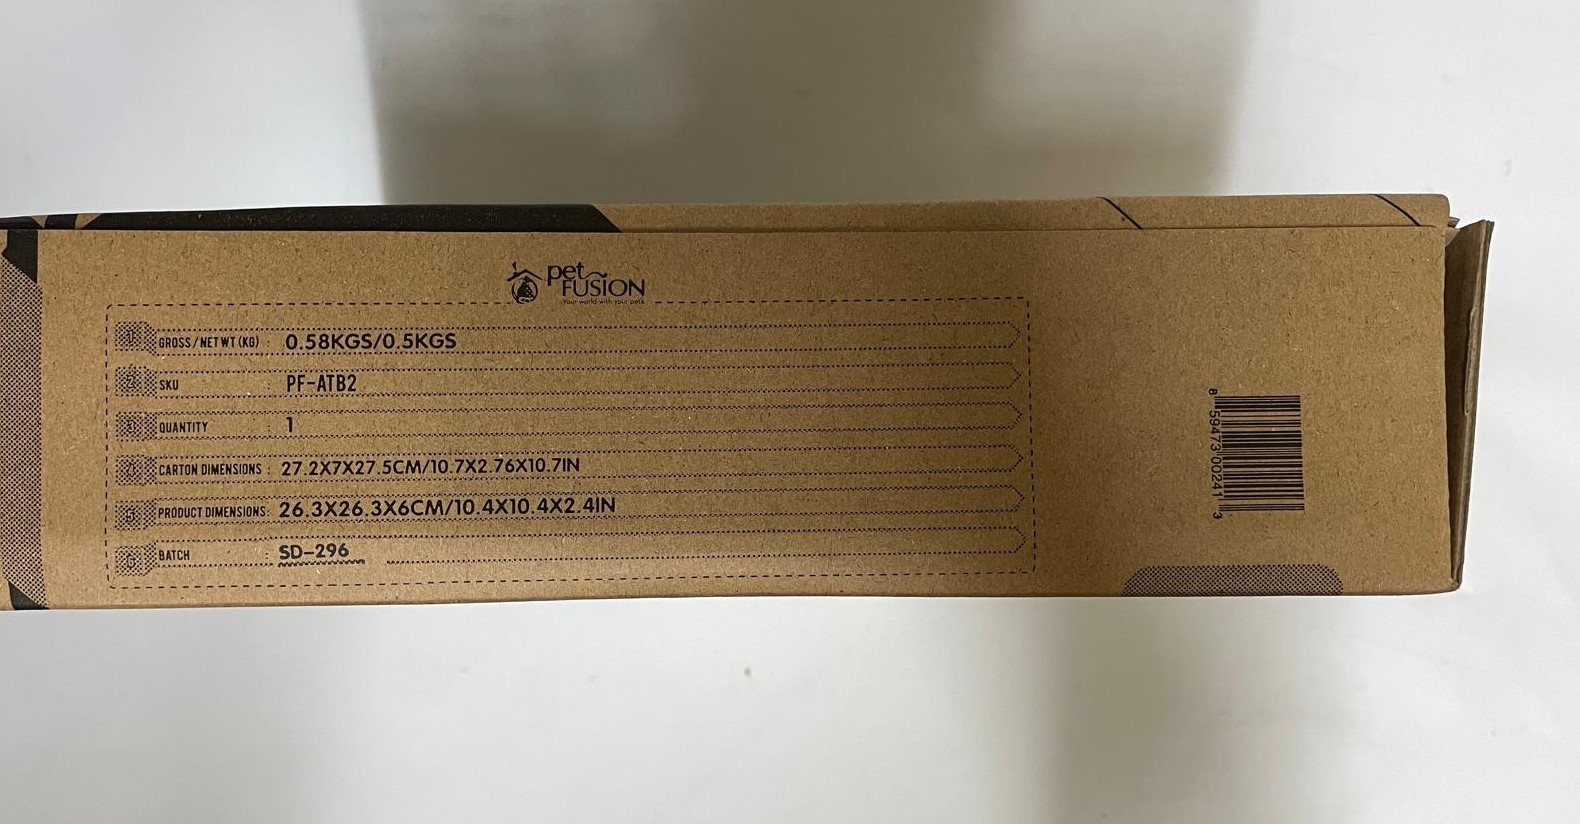 pet
FUSION
Your world with your pets
1 GROSS/NET WT (KG) : 0.58KGS/0.5KGS
2 SKU : PF-ATB2
3 QUANTITY : 1
4 CARTON DIMENSIONS : 27.2X7X27.5CM/10.7X2.76X10.7IN
5 PRODUCT DIMENSIONS: 26.3X26.3X6CM/10.4X10.4X2.4IN
6 BATCH : SD-296
8 59473 00241 3